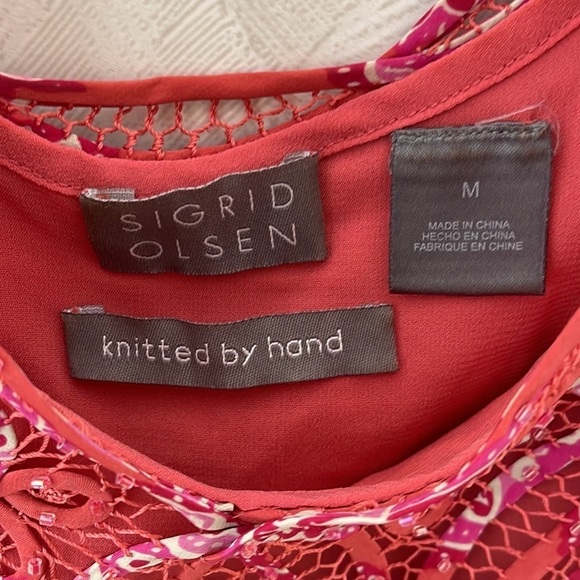 SIGRID
OLSEN
M
MADE IN CHINA
HECHO EN CHINA
FABRIQUE EN CHINE
knitted by hand